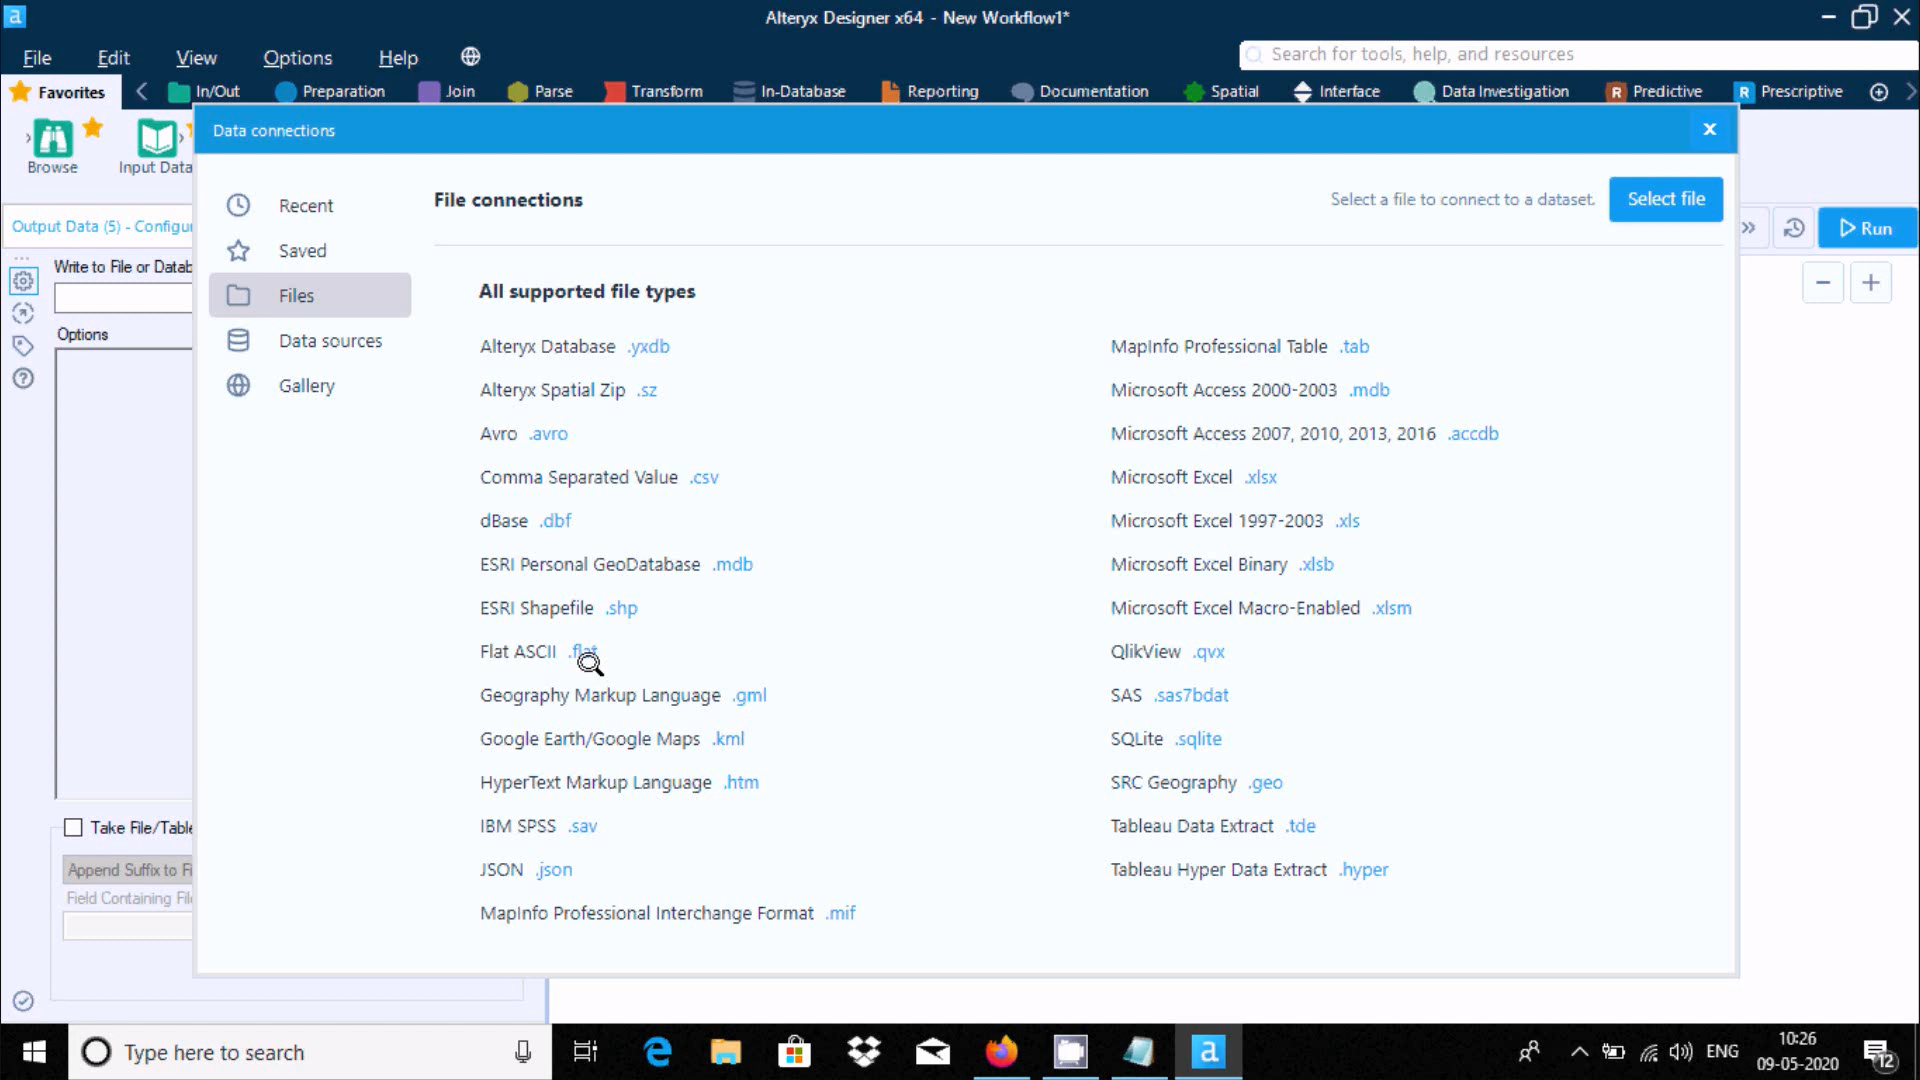 Alteryx Designer x64 - New Workflow1*
File Edit View Options Help
Search for tools, help, and resources
Favorites In/Out Preparation Join Parse Transform In-Database Reporting Documentation Spatial Interface Data Investigation Predictive Prescriptive
Browse Input Data
Data connections
Recent
Saved
Files
Data sources
Gallery
File connections
Select a file to connect to a dataset. Select file
All supported file types
Alteryx Database .yxdb
Alteryx Spatial Zip .sz
Avro .avro
Comma Separated Value .csv
dBase .dbf
ESRI Personal GeoDatabase .mdb
ESRI Shapefile .shp
Flat ASCII .flat
Geography Markup Language .gml
Google Earth/Google Maps .kml
HyperText Markup Language .htm
IBM SPSS .sav
JSON .json
MapInfo Professional Interchange Format .mif
MapInfo Professional Table .tab
Microsoft Access 2000-2003 .mdb
Microsoft Access 2007, 2010, 2013, 2016 .accdb
Microsoft Excel .xlsx
Microsoft Excel 1997-2003 .xls
Microsoft Excel Binary .xlsb
Microsoft Excel Macro-Enabled .xlsm
QlikView .qvx
SAS .sas7bdat
SQLite .sqlite
SRC Geography .geo
Tableau Data Extract .tde
Tableau Hyper Data Extract .hyper
Output Data (5) - Configu
Run
Write to File or Datab
Options
Take File/Table
Append Suffix to Fi
Field Containing File
Type here to search
ENG
10:26
09-05-2020
12